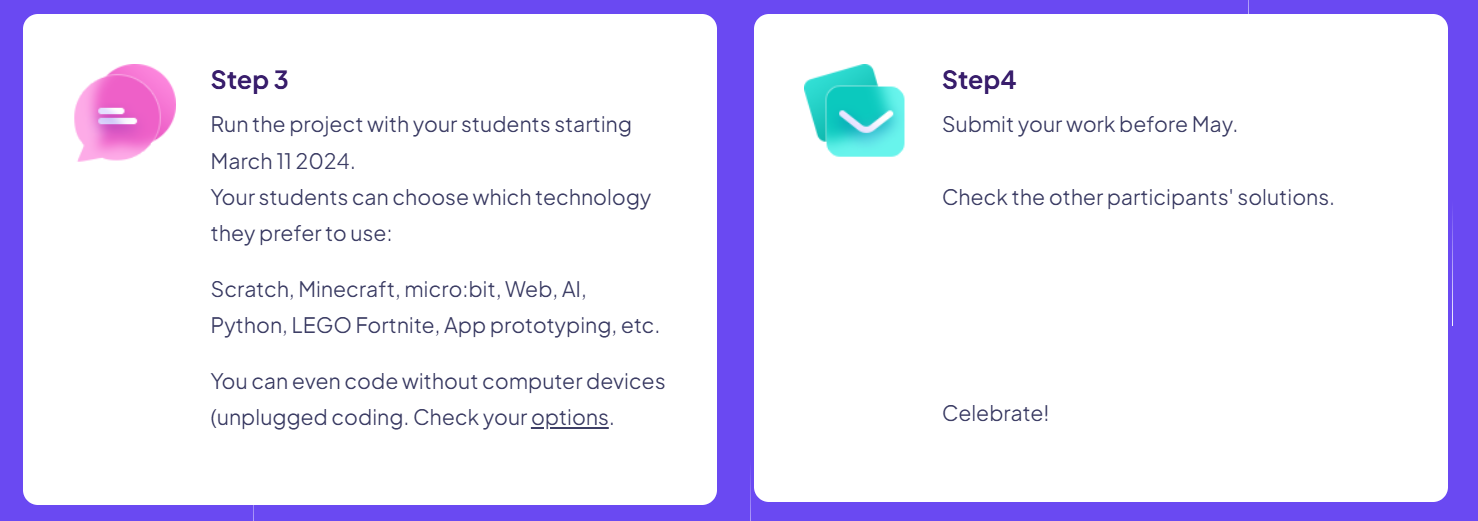 Step 3
Run the project with your students starting
March 11 2024.
Your students can choose which technology
they prefer to use:
Scratch, Minecraft, micro:bit, Web, AI,
Python, LEGO Fortnite, App prototyping, etc.
You can even code without computer devices
(unplugged coding. Check your options.
Step4
Submit your work before May.
Check the other participants' solutions.
Celebrate!